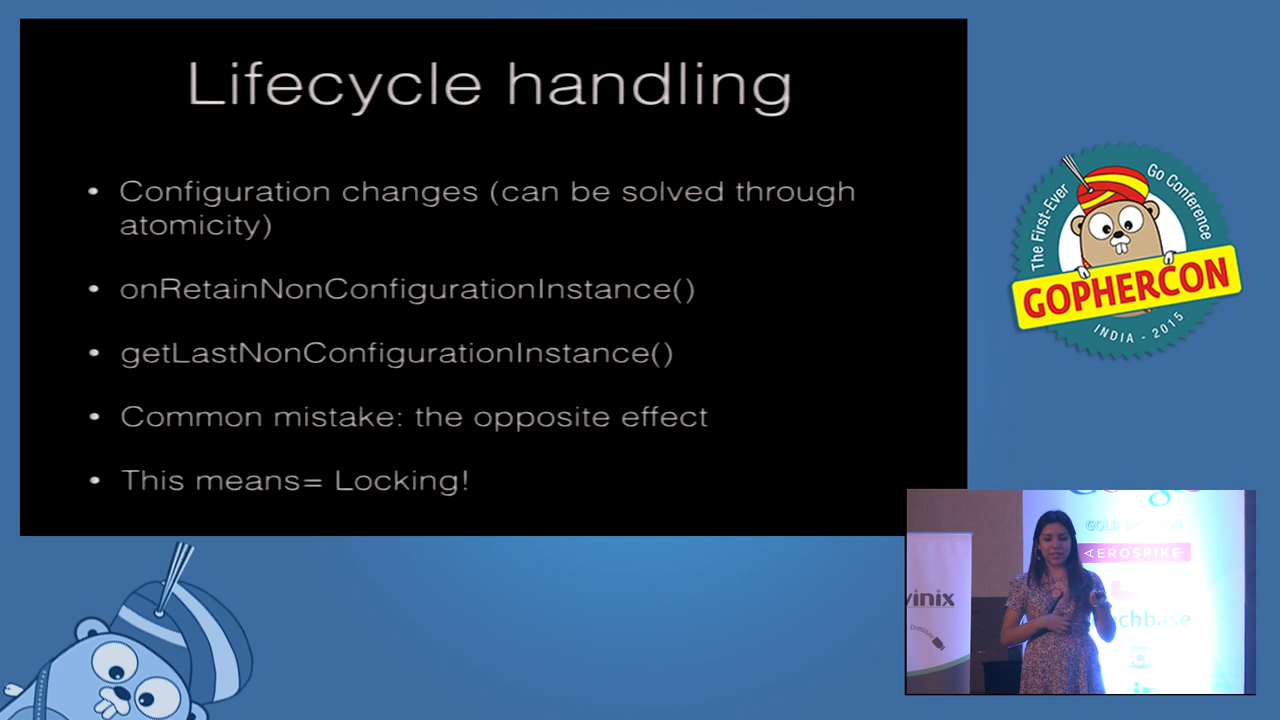 Lifecycle handling
• Configuration changes (can be solved through
atomicity)
• onRetainNonConfigurationInstance()
• getLastNonConfigurationInstance()
• Common mistake: the opposite effect
• This means= Locking!
The First-Ever Go Conference
GOPHERCON
INDIA - 2015
Google
AEROSPIKE